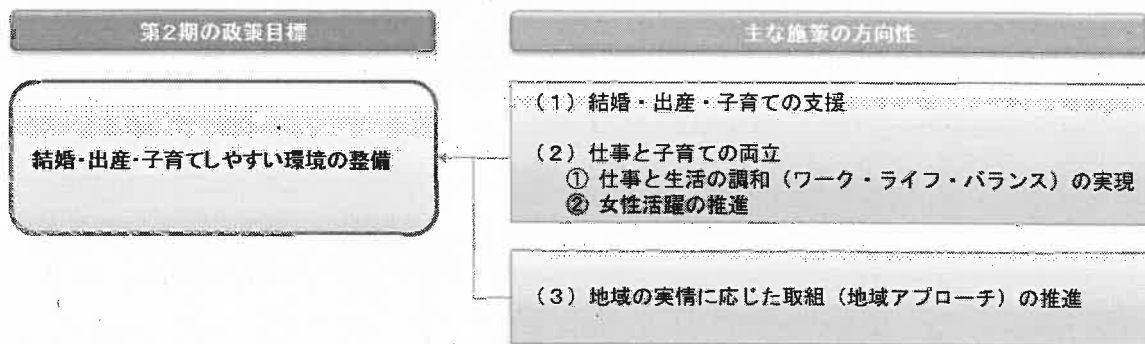 第2期の政策目標
主な施策の方向性
結婚・出産・子育てしやすい環境の整備
(1)結婚・出産・子育ての支援
(2)仕事と子育ての両立
① 仕事と生活の調和(ワーク・ライフ・バランス)の実現
② 女性活躍の推進
(3)地域の実情に応じた取組(地域アプローチ)の推進